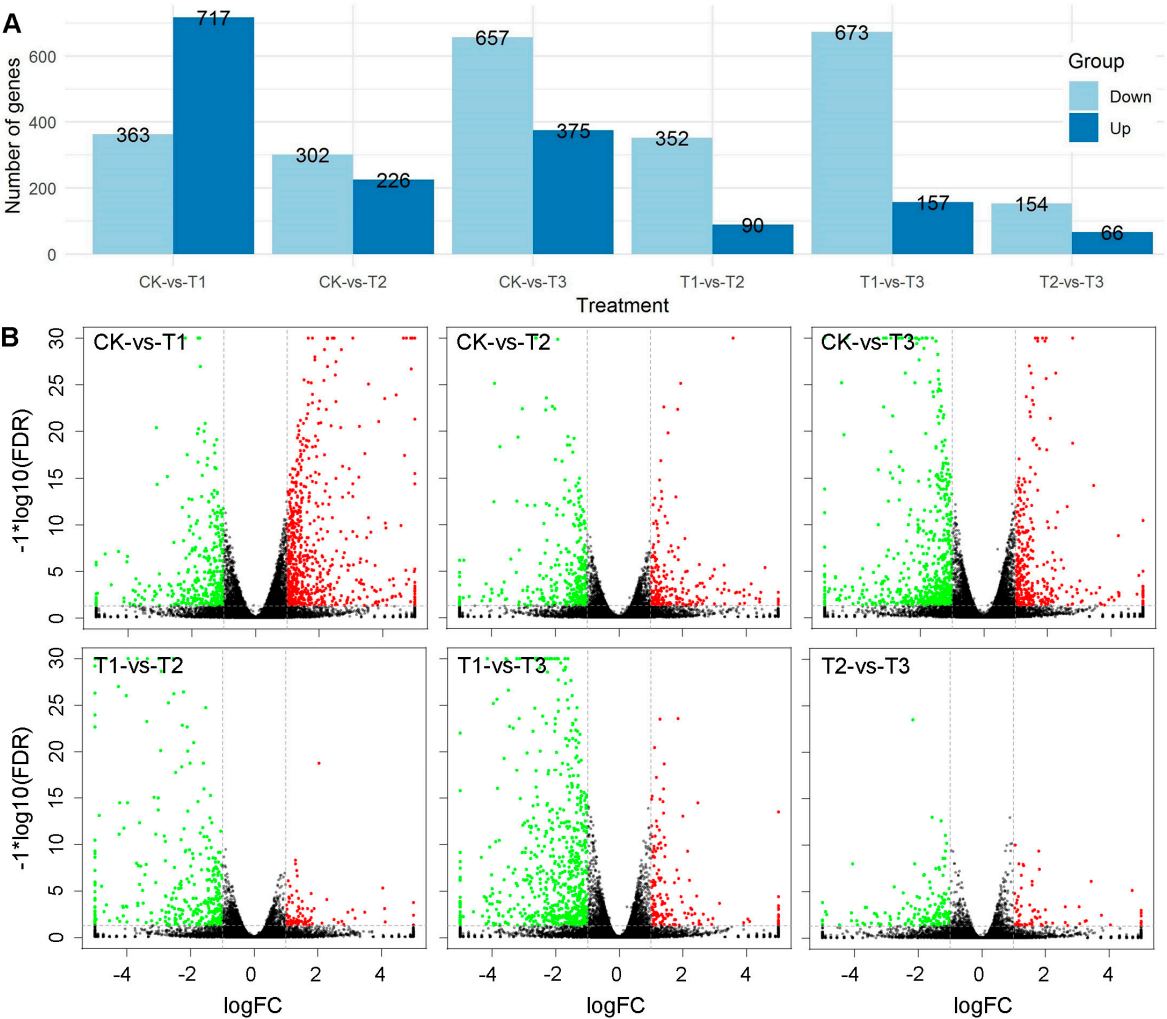 A
Number of genes
600
400
200
0
363
717
302
226
657
375
352
90
673
157
154
66
Group
Down
Up
CK-vs-T1
CK-vs-T2
CK-vs-T3
T1-vs-T2
T1-vs-T3
T2-vs-T3
Treatment
B
-1*log10(FDR)
30
25
20
15
10
5
0
CK-vs-T1
CK-vs-T2
CK-vs-T3
-1*log10(FDR)
30
25
20
15
10
5
0
T1-vs-T2
T1-vs-T3
T2-vs-T3
-4 -2 0 2 4
-4 -2 0 2 4
-4 -2 0 2 4
logFC
logFC
logFC